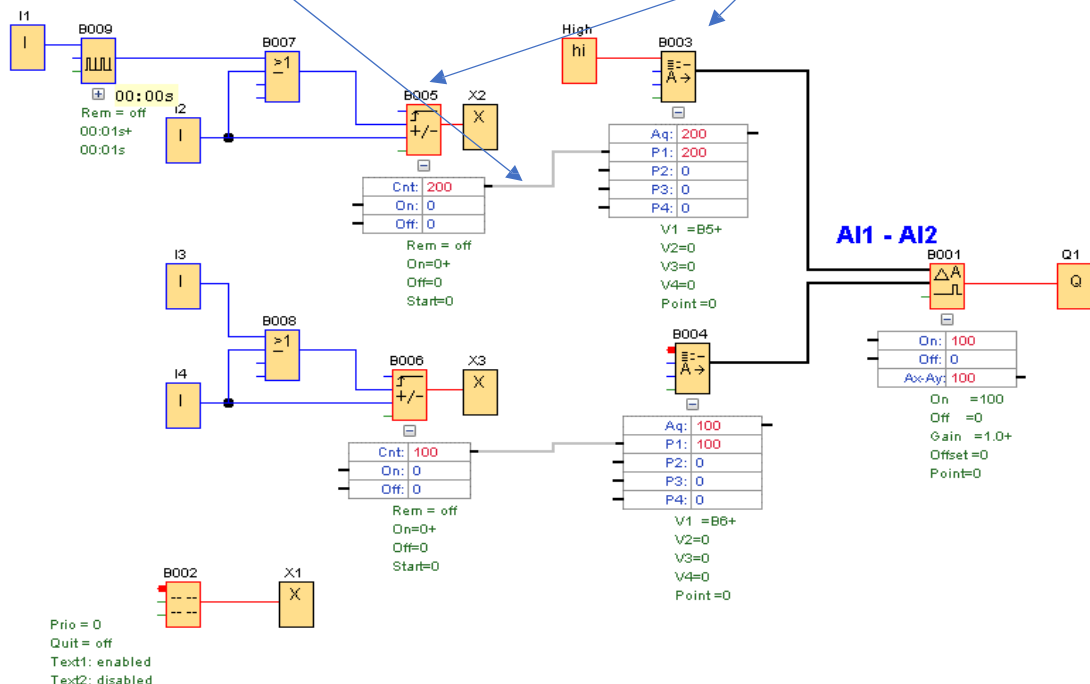 I1
I
B009
00:00s
Rem = off
00:01s+
00:01s
B007
≥1
I2
I
B005
+/-
X2
X
Cnt: 200
On: 0
Off: 0
Rem = off
On=0+
Off=0
Start=0
High
hi
B003
A→
Aq: 200
P1: 200
P2: 0
P3: 0
P4: 0
V1 =B5+
V2=0
V3=0
V4=0
Point =0
AI1 - AI2
B001
△A
Q1
Q
On: 100
Off: 0
Ax-Ay: 100
On =100
Off =0
Gain =1.0+
Offset =0
Point=0
I3
I
B008
≥1
I4
I
B006
+/-
X3
X
Cnt: 100
On: 0
Off: 0
Rem = off
On=0+
Off=0
Start=0
B004
A→
Aq: 100
P1: 100
P2: 0
P3: 0
P4: 0
V1 =B6+
V2=0
V3=0
V4=0
Point =0
B002
X1
X
Prio = 0
Quit = off
Text1: enabled
Text2: disabled